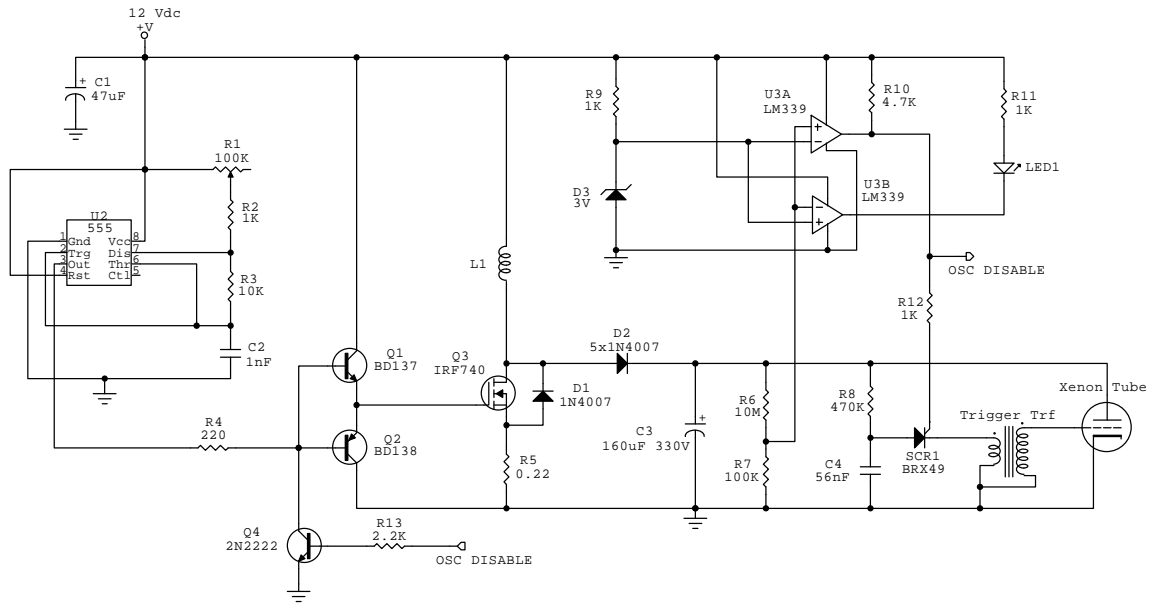 12 Vdc
+V
+ C1
47uF
R1
100K
R2
1K
U2
555
1 Gnd Vcc 8
2 Trg Dis 7
3 Out Thr 6
4 Rst Ctl 5
R3
10K
C2
1nF
R4
220
Q1
BD137
Q2
BD138
Q3
IRF740
L1
D1
1N4007
D2
5x1N4007
R5
0.22
Q4
2N2222
R13
2.2K
OSC DISABLE
R9
1K
D3
3V
U3A
LM339
+
-
U3B
LM339
-
+
R10
4.7K
R11
1K
LED1
OSC DISABLE
R12
1K
C3
160uF 330V
+
R6
10M
R7
100K
R8
470K
C4
56nF
SCR1
BRX49
Trigger Trf
Xenon Tube